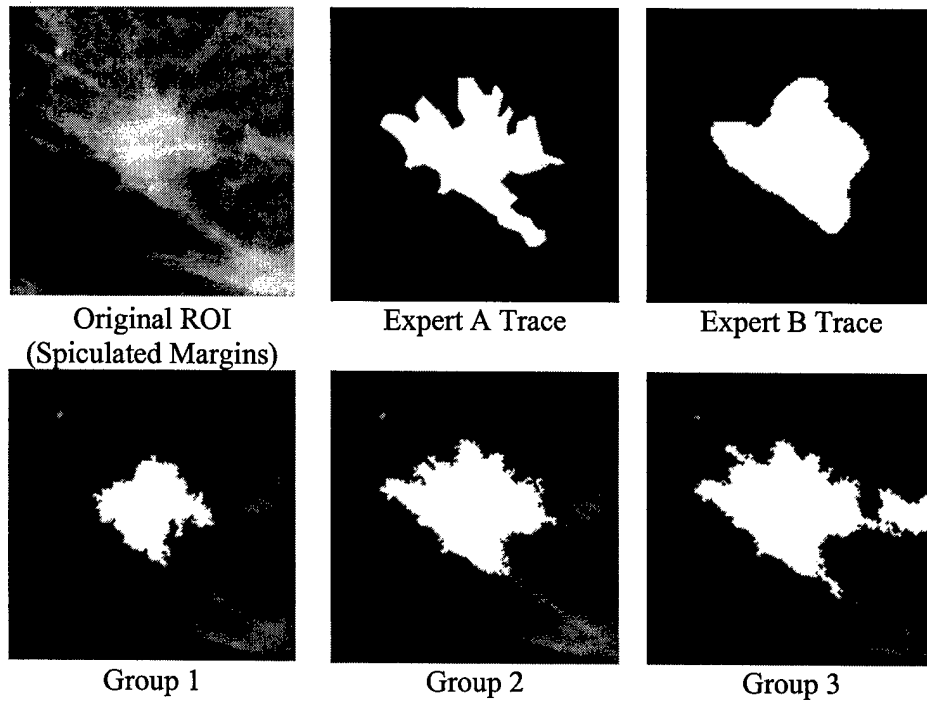 Original ROI
(Spiculated Margins)
Expert A Trace
Expert B Trace
Group 1
Group 2
Group 3